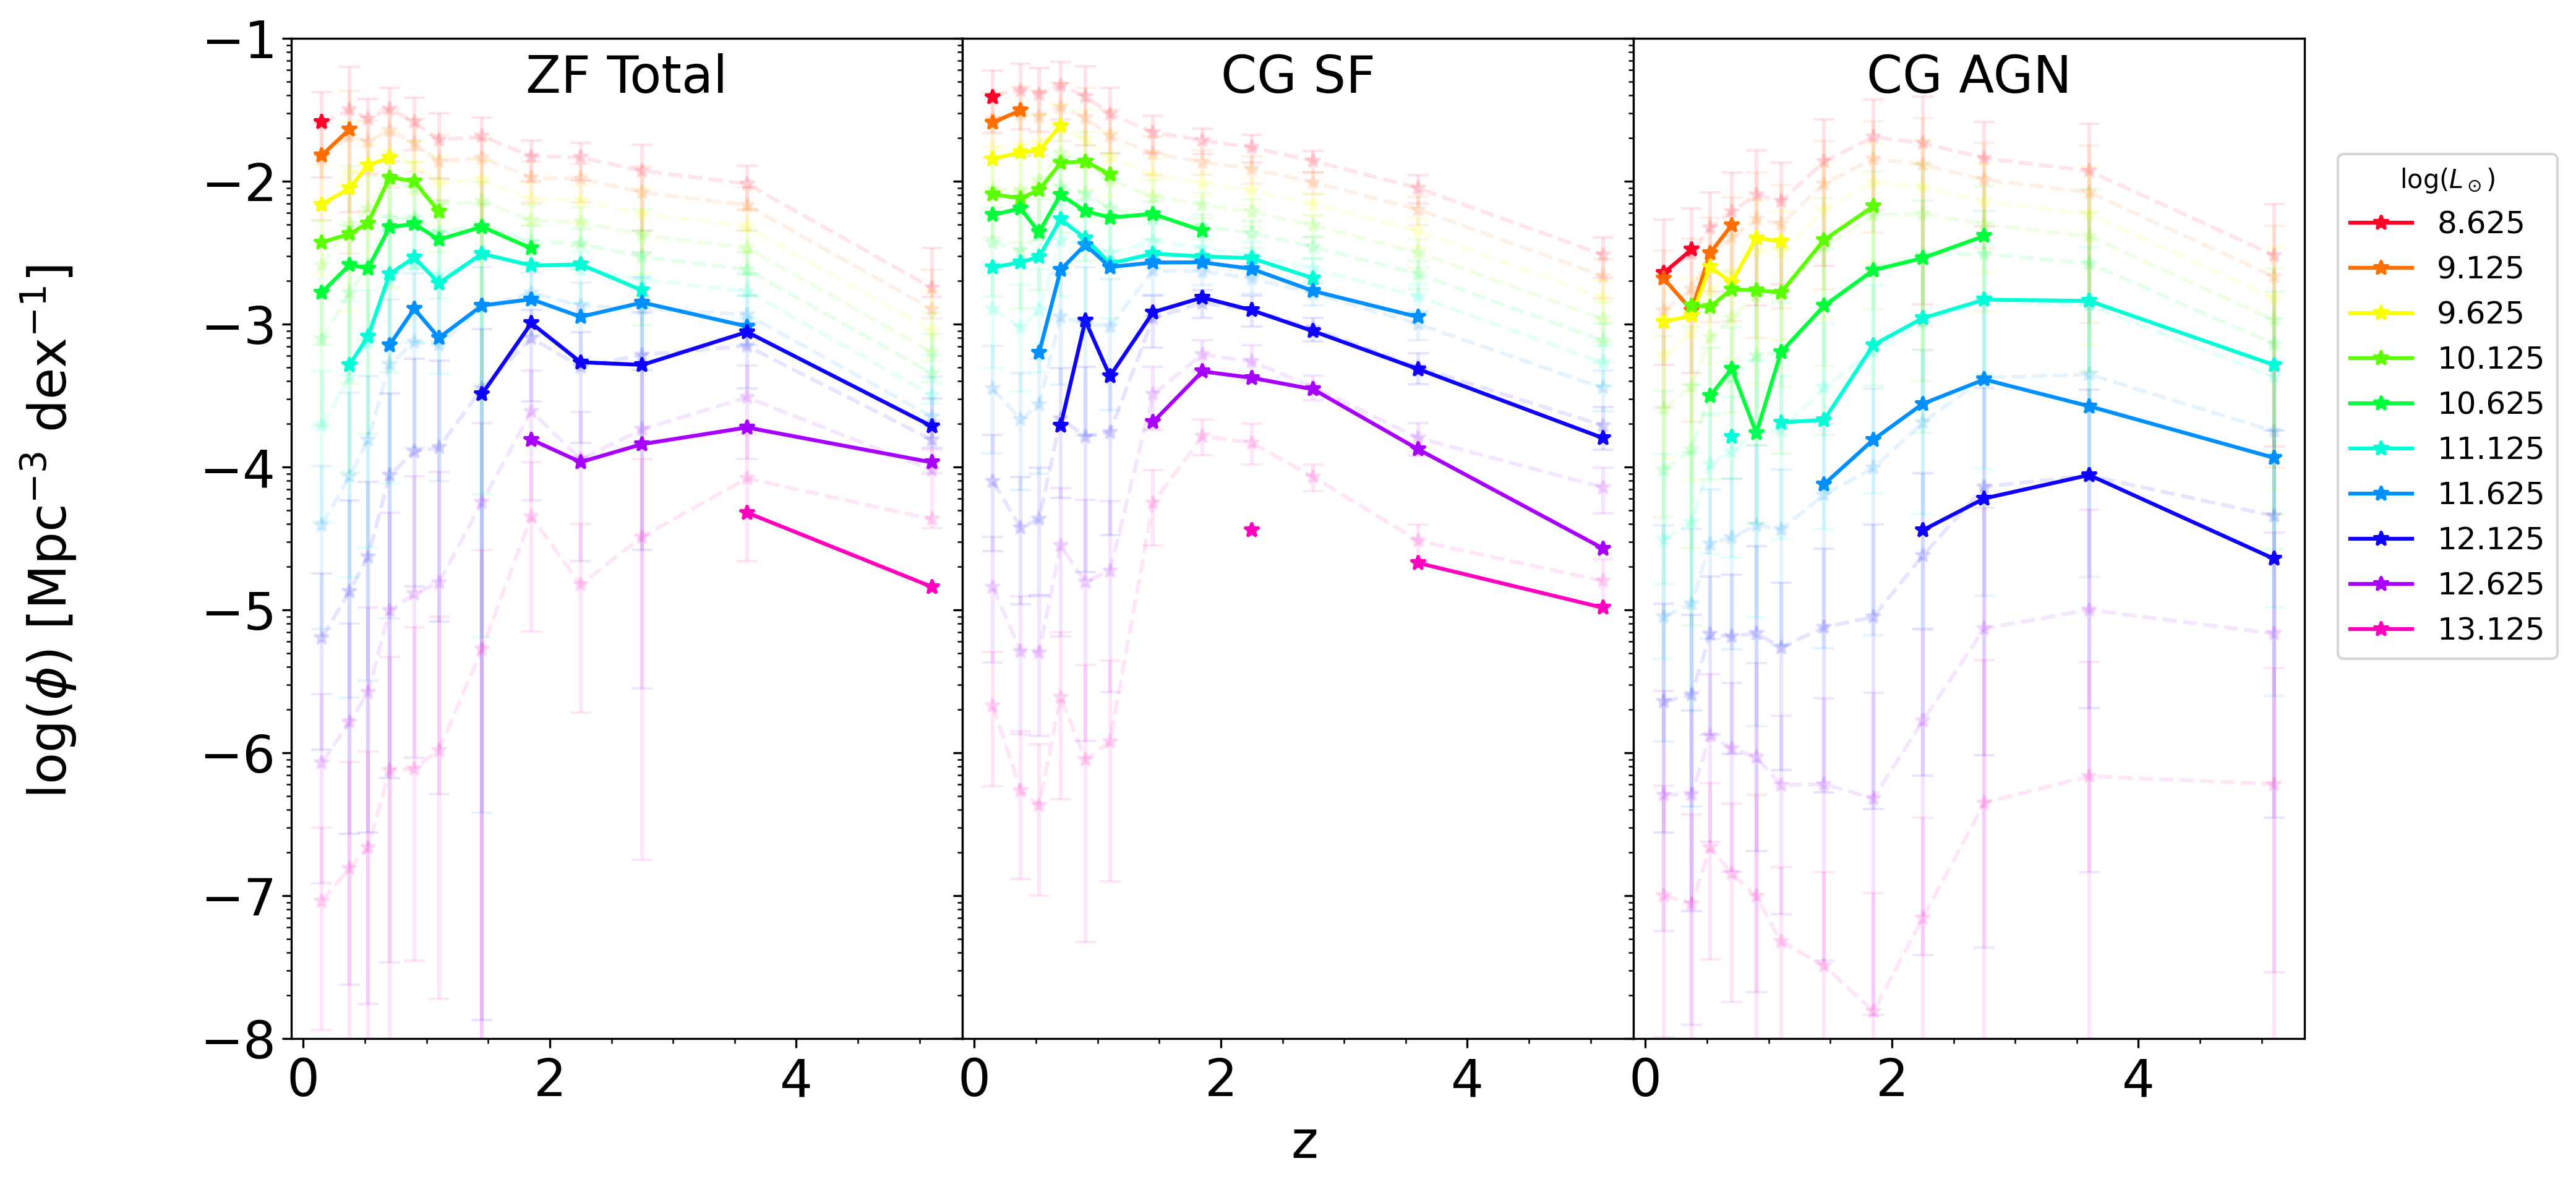 ZF Total
CG SF
CG AGN
log(ϕ) [Mpc⁻³ dex⁻¹]
−1
−2
−3
−4
−5
−6
−7
−8
0 2 4
0 2 4
0 2 4
z
log(L⊙)
8.625
9.125
9.625
10.125
10.625
11.125
11.625
12.125
12.625
13.125